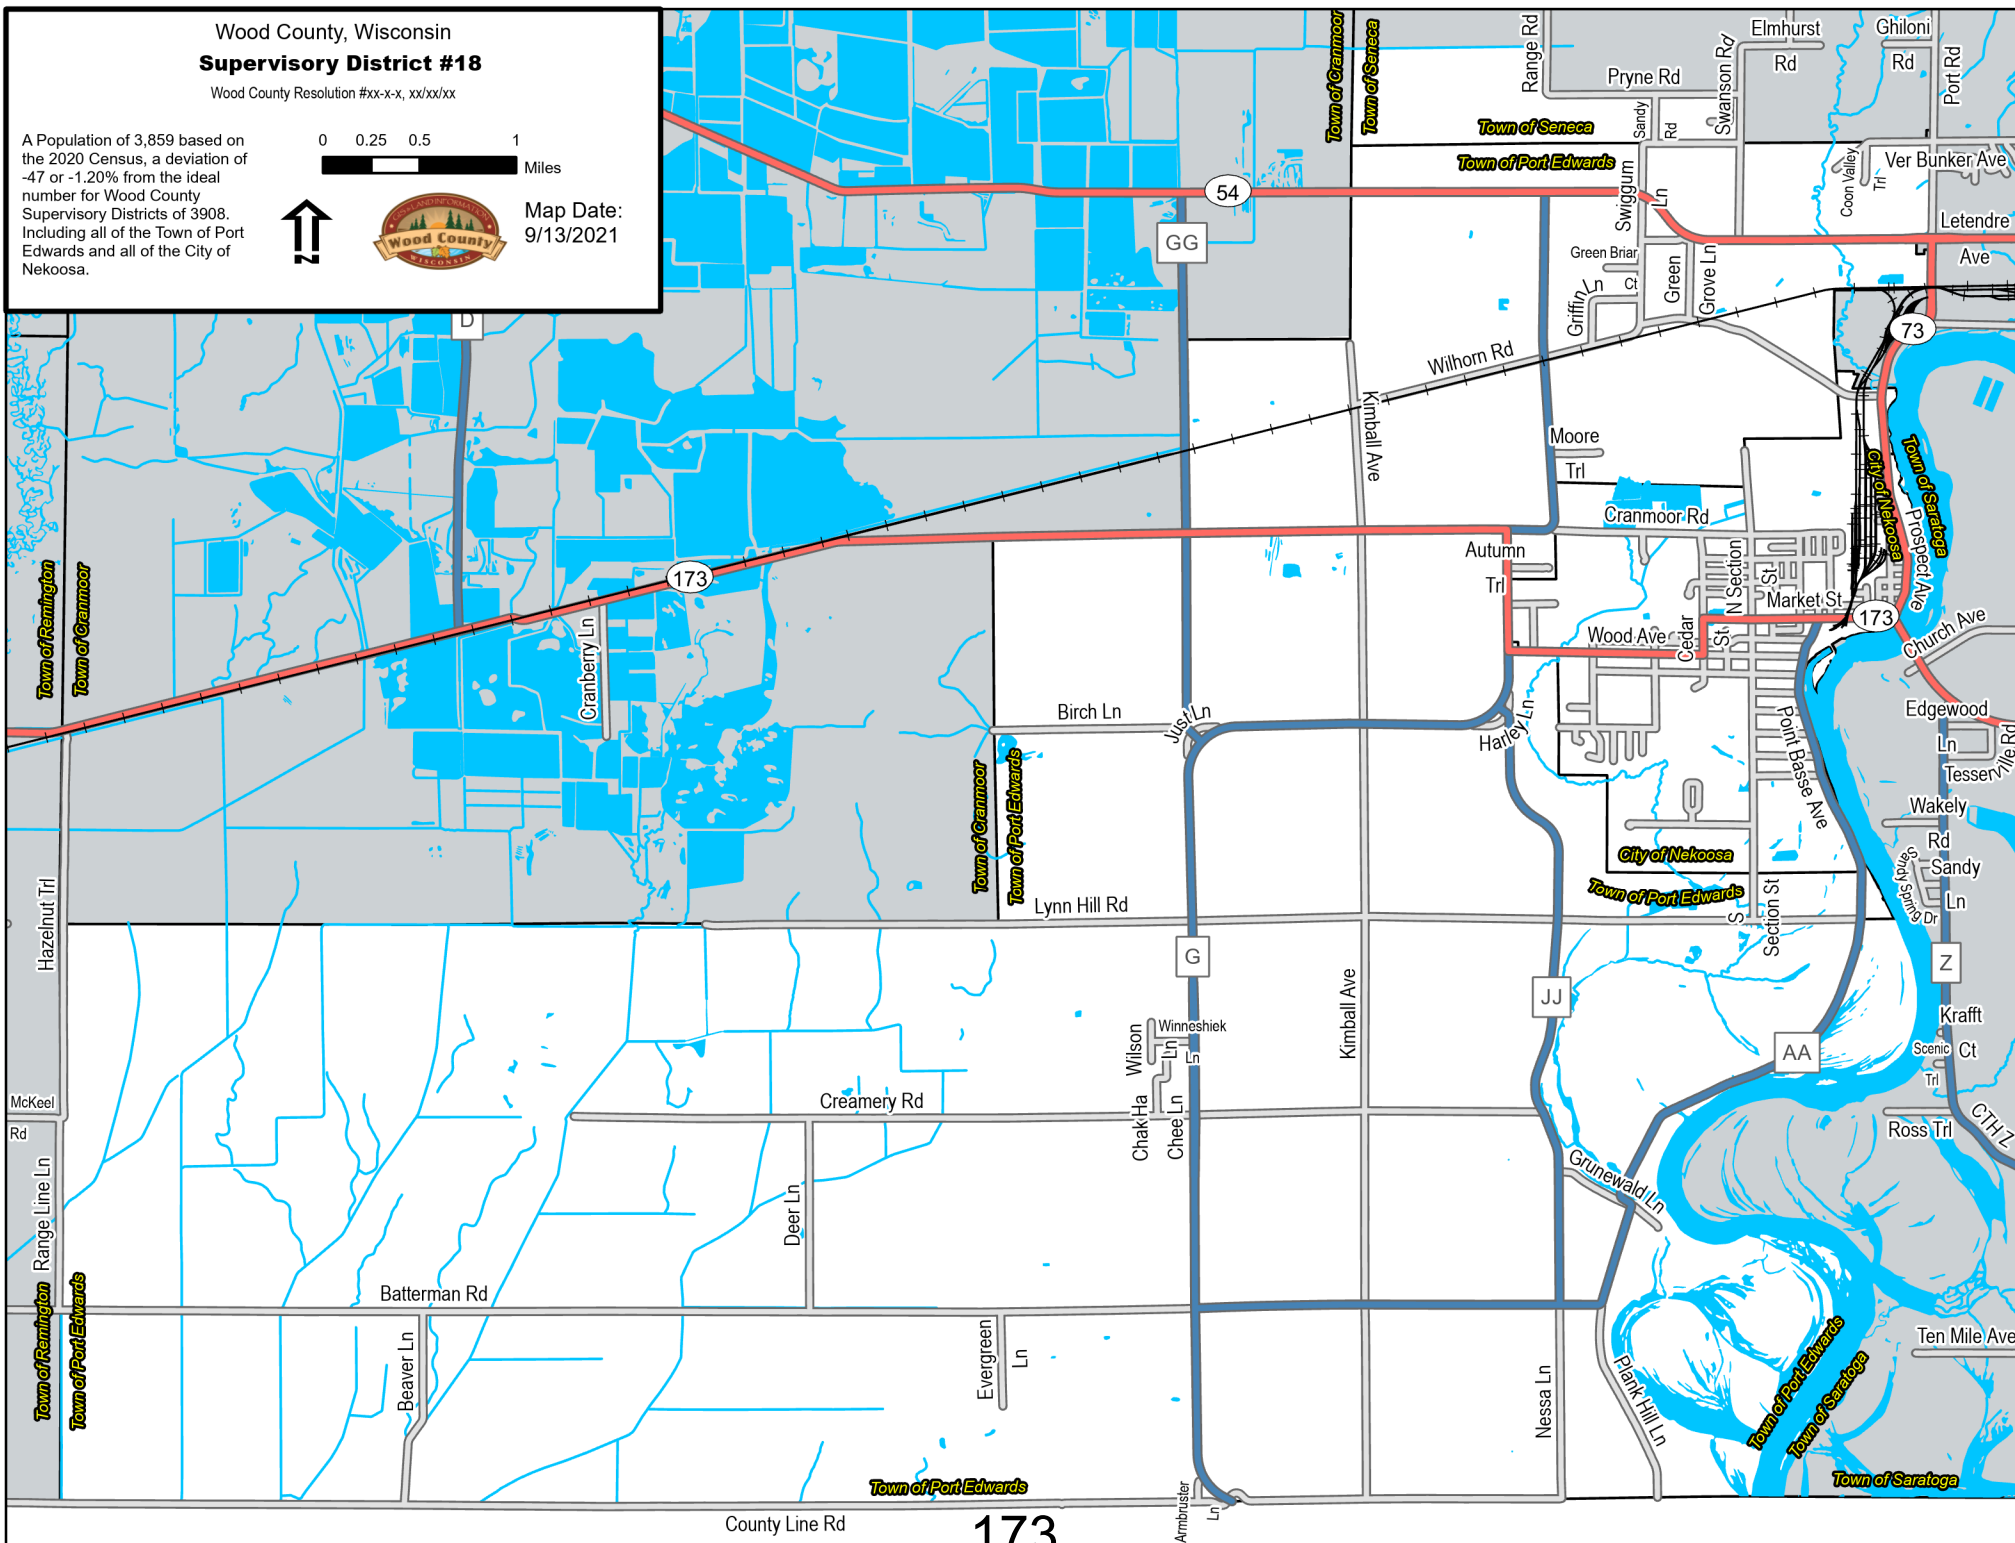 Wood County, Wisconsin
Supervisory District #18
Wood County Resolution #xx-x-x, xx/xx/xx
A Population of 3,859 based on
the 2020 Census, a deviation of
-47 or -1.20% from the ideal
number for Wood County
Supervisory Districts of 3908.
Including all of the Town of Port
Edwards and all of the City of
Nekoosa.
0 0.25 0.5 1
Miles
N
GIS & LAND INFORMATION
Wood County
WISCONSIN
Map Date:
9/13/2021
Town of Cranmoor
Town of Seneca
Range Rd
Pryne Rd
Swanson Rd
Elmhurst
Rd
Ghiloni
Rd
Port Rd
Sandy
Rd
Town of Seneca
Town of Port Edwards
Coon Valley
Trl
Ver Bunker Ave
54
Swiggum
Ln
Letendre
Ave
GG
Green Briar
Ct
Griffin Ln
Green
Grove Ln
D
73
Wilhorn Rd
Kimball Ave
Moore
Trl
City of Nekoosa
Town of Saratoga
Cranmoor Rd
Prospect Ave
Autumn
Trl
N Section
St
Market St
173
173
Town of Remington
Town of Cranmoor
Cranberry Ln
Wood Ave
Cedar
St
Church Ave
Birch Ln
Just Ln
Harley Ln
Point Basse Ave
Edgewood
Ln
Tesserville Rd
Town of Cranmoor
Town of Port Edwards
Wakely
Rd
City of Nekoosa
Town of Port Edwards
Sandy
Ln
Sandy Spring Dr
Hazelnut Trl
Lynn Hill Rd
S
Section St
G
Z
JJ
Kimball Ave
Krafft
Ct
Scenic
Trl
AA
Wilson
Ln
Winneshiek
Ln
McKeel
Rd
Creamery Rd
Chak Ha
Chee Ln
Ross Trl
CTH Z
Range Line Ln
Deer Ln
Grunewald Ln
Town of Remington
Town of Port Edwards
Batterman Rd
Beaver Ln
Evergreen
Ln
Nessa Ln
Plank Hill Ln
Ten Mile Ave
Town of Port Edwards
Town of Saratoga
Town of Port Edwards
Town of Saratoga
Armbruster
Ln
County Line Rd
173